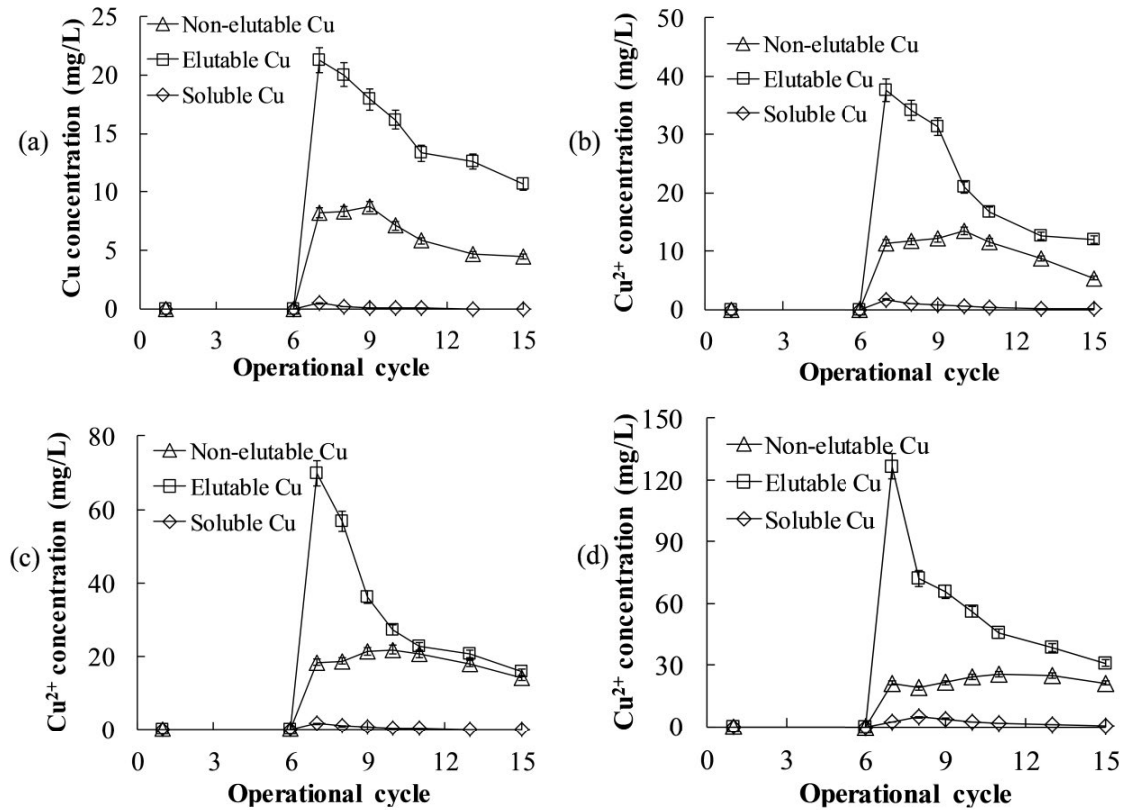 (a)
Cu concentration (mg/L)
25
20
15
10
5
0
Non-elutable Cu
Elutable Cu
Soluble Cu
0 3 6 9 12 15
Operational cycle
(b)
Cu²⁺ concentration (mg/L)
50
40
30
20
10
0
Non-elutable Cu
Elutable Cu
Soluble Cu
0 3 6 9 12 15
Operational cycle
(c)
Cu²⁺ concentration (mg/L)
80
60
40
20
0
Non-elutable Cu
Elutable Cu
Soluble Cu
0 3 6 9 12 15
Operational cycle
(d)
Cu²⁺ concentration (mg/L)
150
120
90
60
30
0
Non-elutable Cu
Elutable Cu
Soluble Cu
0 3 6 9 12 15
Operational cycle